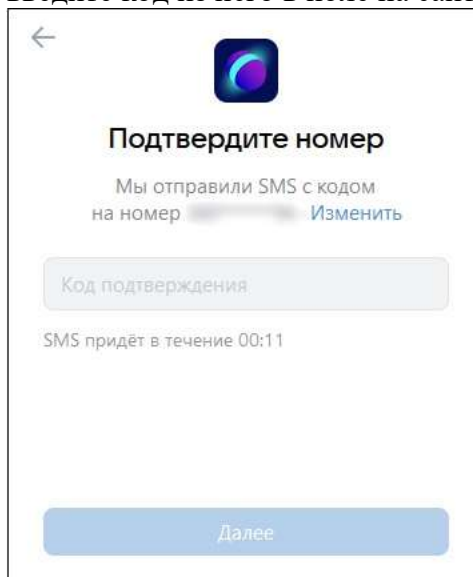 Подтвердите номер
Мы отправили SMS с кодом
на номер Изменить
Код подтверждения
SMS придёт в течение 00:11
Далее